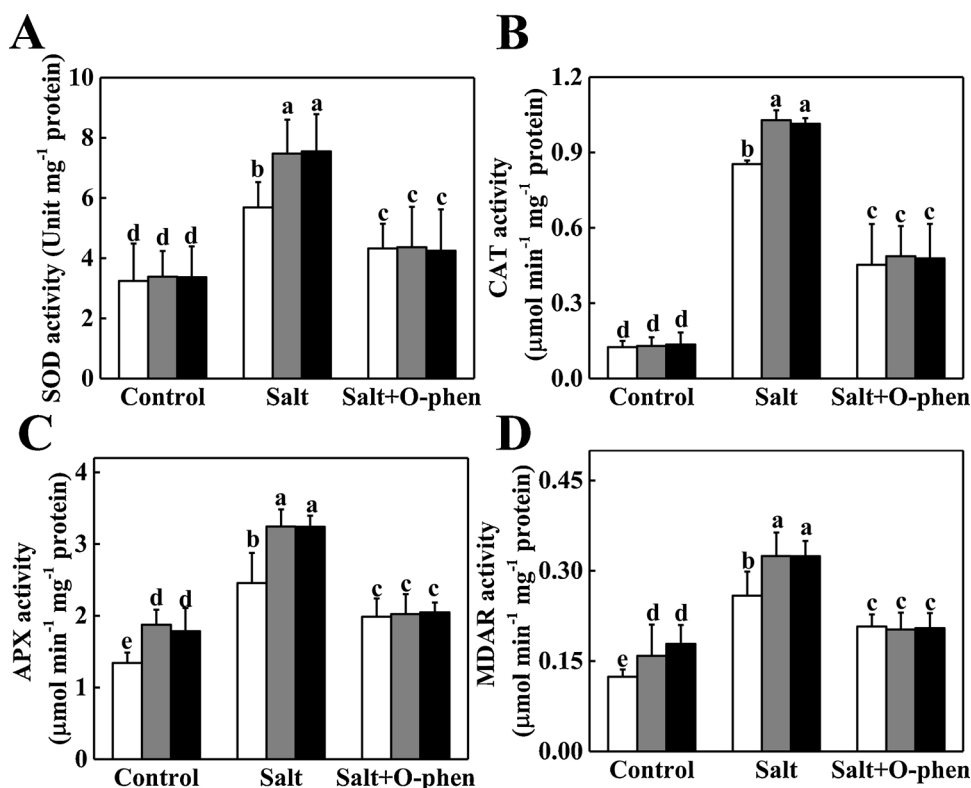 A
SOD activity (Unit mg⁻¹ protein)
10
8
6
4
2
0
d d d
b a a
c c c
Control Salt Salt+O-phen
B
CAT activity
(μmol min⁻¹ mg⁻¹ protein)
1.2
0.9
0.6
0.3
0.0
d d d
b a a
c c c
Control Salt Salt+O-phen
C
APX activity
(μmol min⁻¹ mg⁻¹ protein)
4
3
2
1
0
e d d
b a a
c c c
Control Salt Salt+O-phen
D
MDAR activity
(μmol min⁻¹ mg⁻¹ protein)
0.45
0.30
0.15
0.00
e d d
b a a
c c c
Control Salt Salt+O-phen